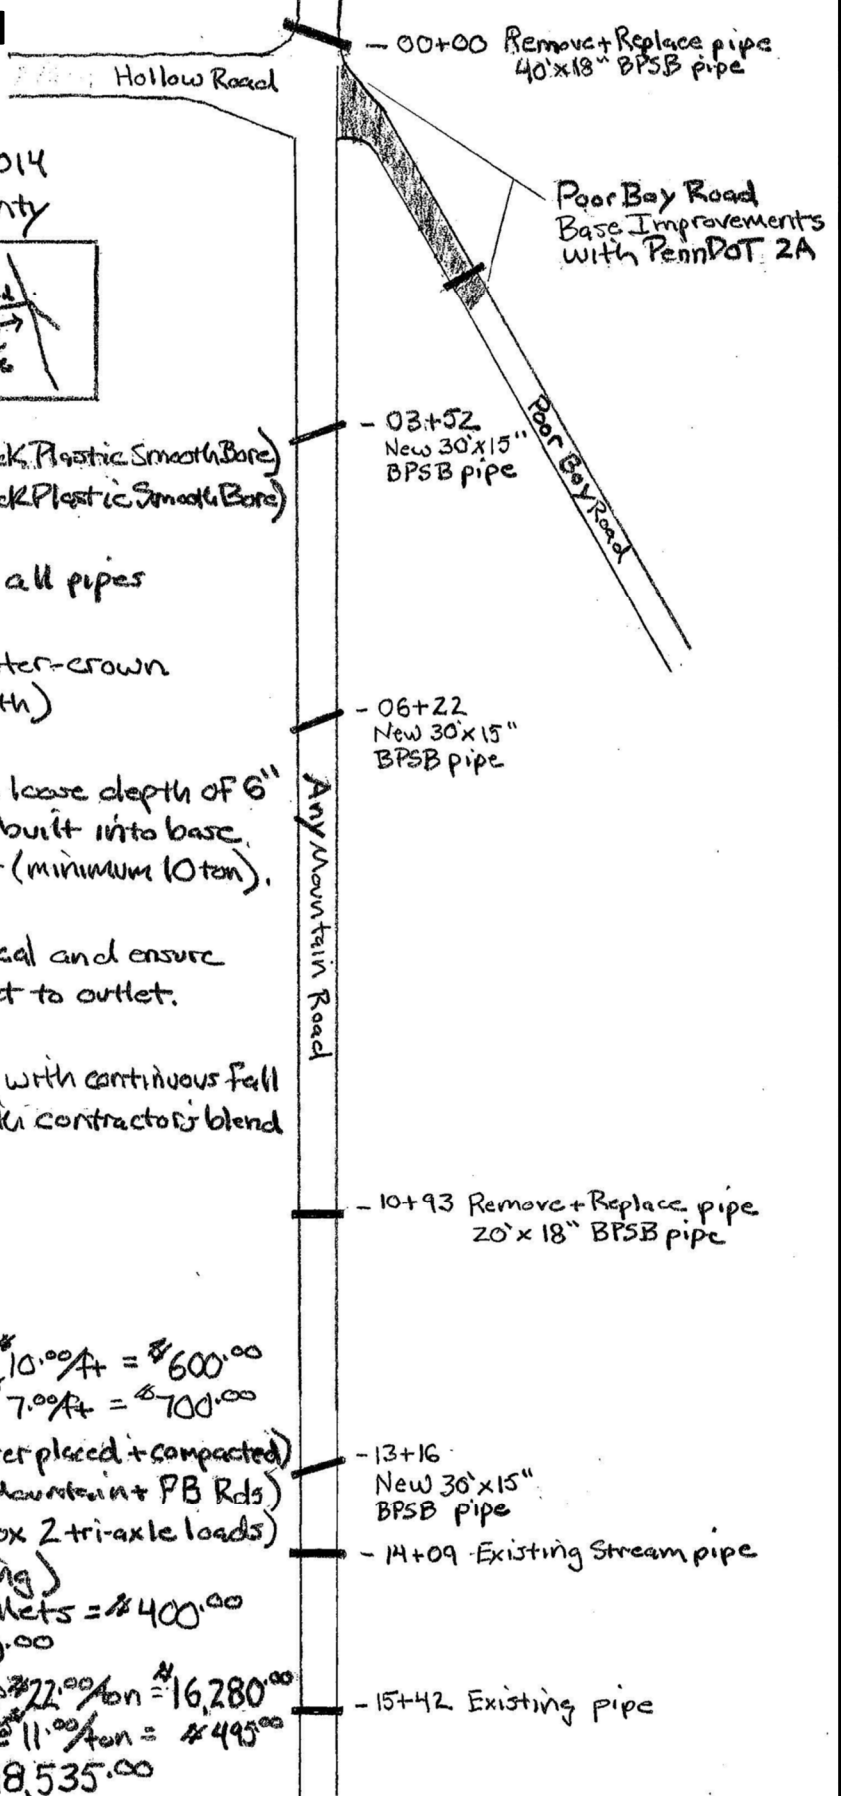 00+00 Remove + Replace pipe
40'x18" BPSB pipe
Hollow Road
014
nty
Poor Boy Road
Base Improvements
with PennDOT 2A
03+52
New 30'x15"
BPSB pipe
Poor Boy Road
ck Plastic Smooth Bore)
ck Plastic Smooth Bore)
all pipes
ter-crown
th)
06+22
New 30'x15"
BPSB pipe
loose depth of 6"
built into base.
(minimum 10 ton).
Any Mountain Road
and ensure
t to outlet.
with continuous fall
contractor's blend
10+93 Remove + Replace pipe
20'x 18" BPSB pipe
$10.00/ft = $600.00
7.00/ft = $700.00
er placed + compacted)
Mountain + PB Rds)
ox 2 tri-axle loads)
ng)
lets = $400.00
.00
$22.00/ton = $16,280.00
@ 11.00/ton = $495.00
8,535.00
13+16
New 30'x15"
BPSB pipe
14+09 - Existing Stream pipe
15+42 Existing pipe